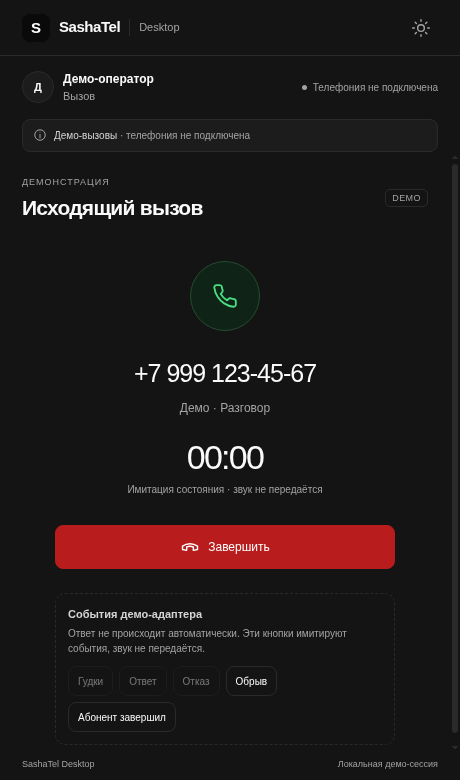 S SashaTel Desktop
Д Демо-оператор
Вызов
Телефония не подключена
Демо-вызовы · телефония не подключена
ДЕМОНСТРАЦИЯ
Исходящий вызов
DEMO
+7 999 123-45-67
Демо · Разговор
00:00
Имитация состояния · звук не передаётся
Завершить
События демо-адаптера
Ответ не происходит автоматически. Эти кнопки имитируют
события, звук не передаётся.
Гудки Ответ Отказ Обрыв
Абонент завершил
SashaTel Desktop Локальная демо-сессия